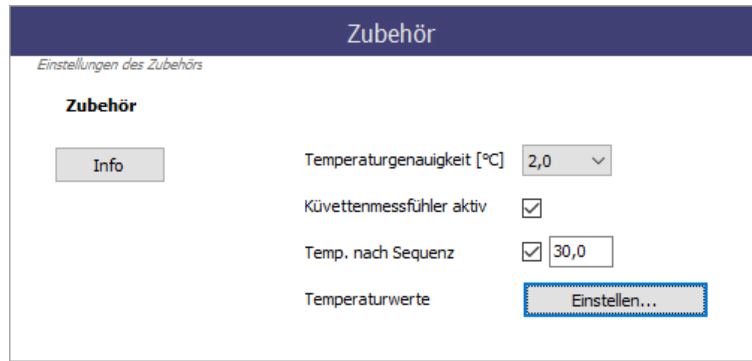 Zubehör
Einstellungen des Zubehörs
Zubehör
Info
Temperaturgenauigkeit [°C] 2,0
Küvettenmessfühler aktiv
Temp. nach Sequenz 30,0
Temperaturwerte Einstellen...